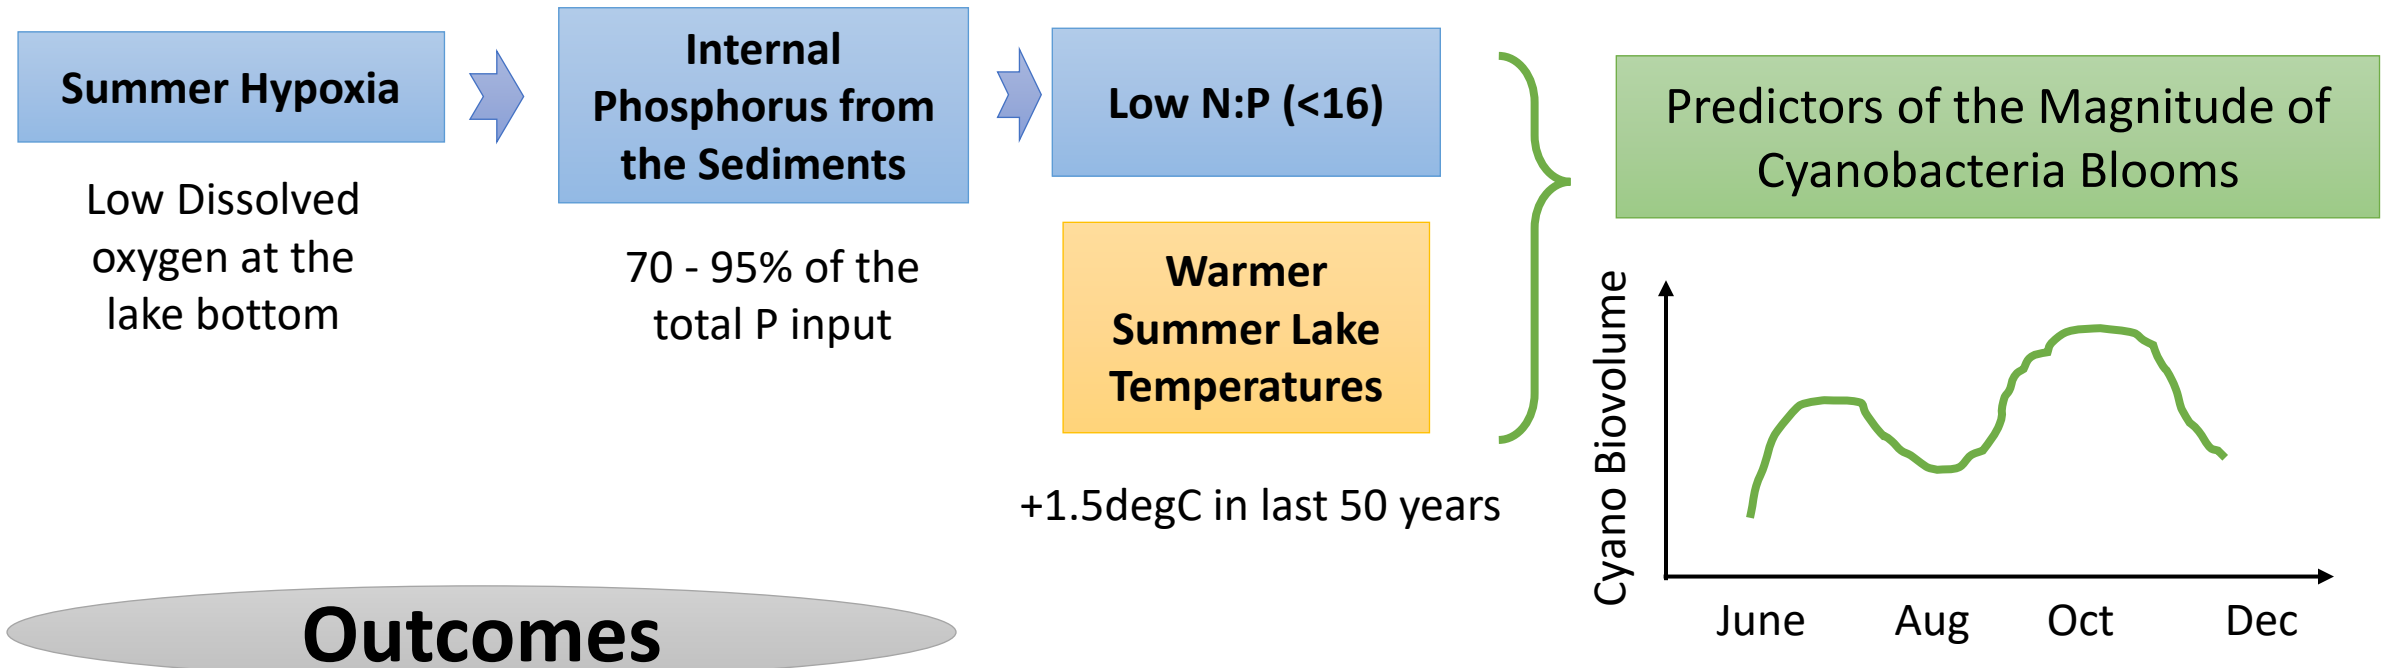 Summer Hypoxia
Low Dissolved
oxygen at the
lake bottom
Internal
Phosphorus from
the Sediments
70 - 95% of the
total P input
Low N:P (<16)
Warmer
Summer Lake
Temperatures
+1.5degC in last 50 years
Predictors of the Magnitude of
Cyanobacteria Blooms
Cyano Biovolume
June Aug Oct Dec
Outcomes